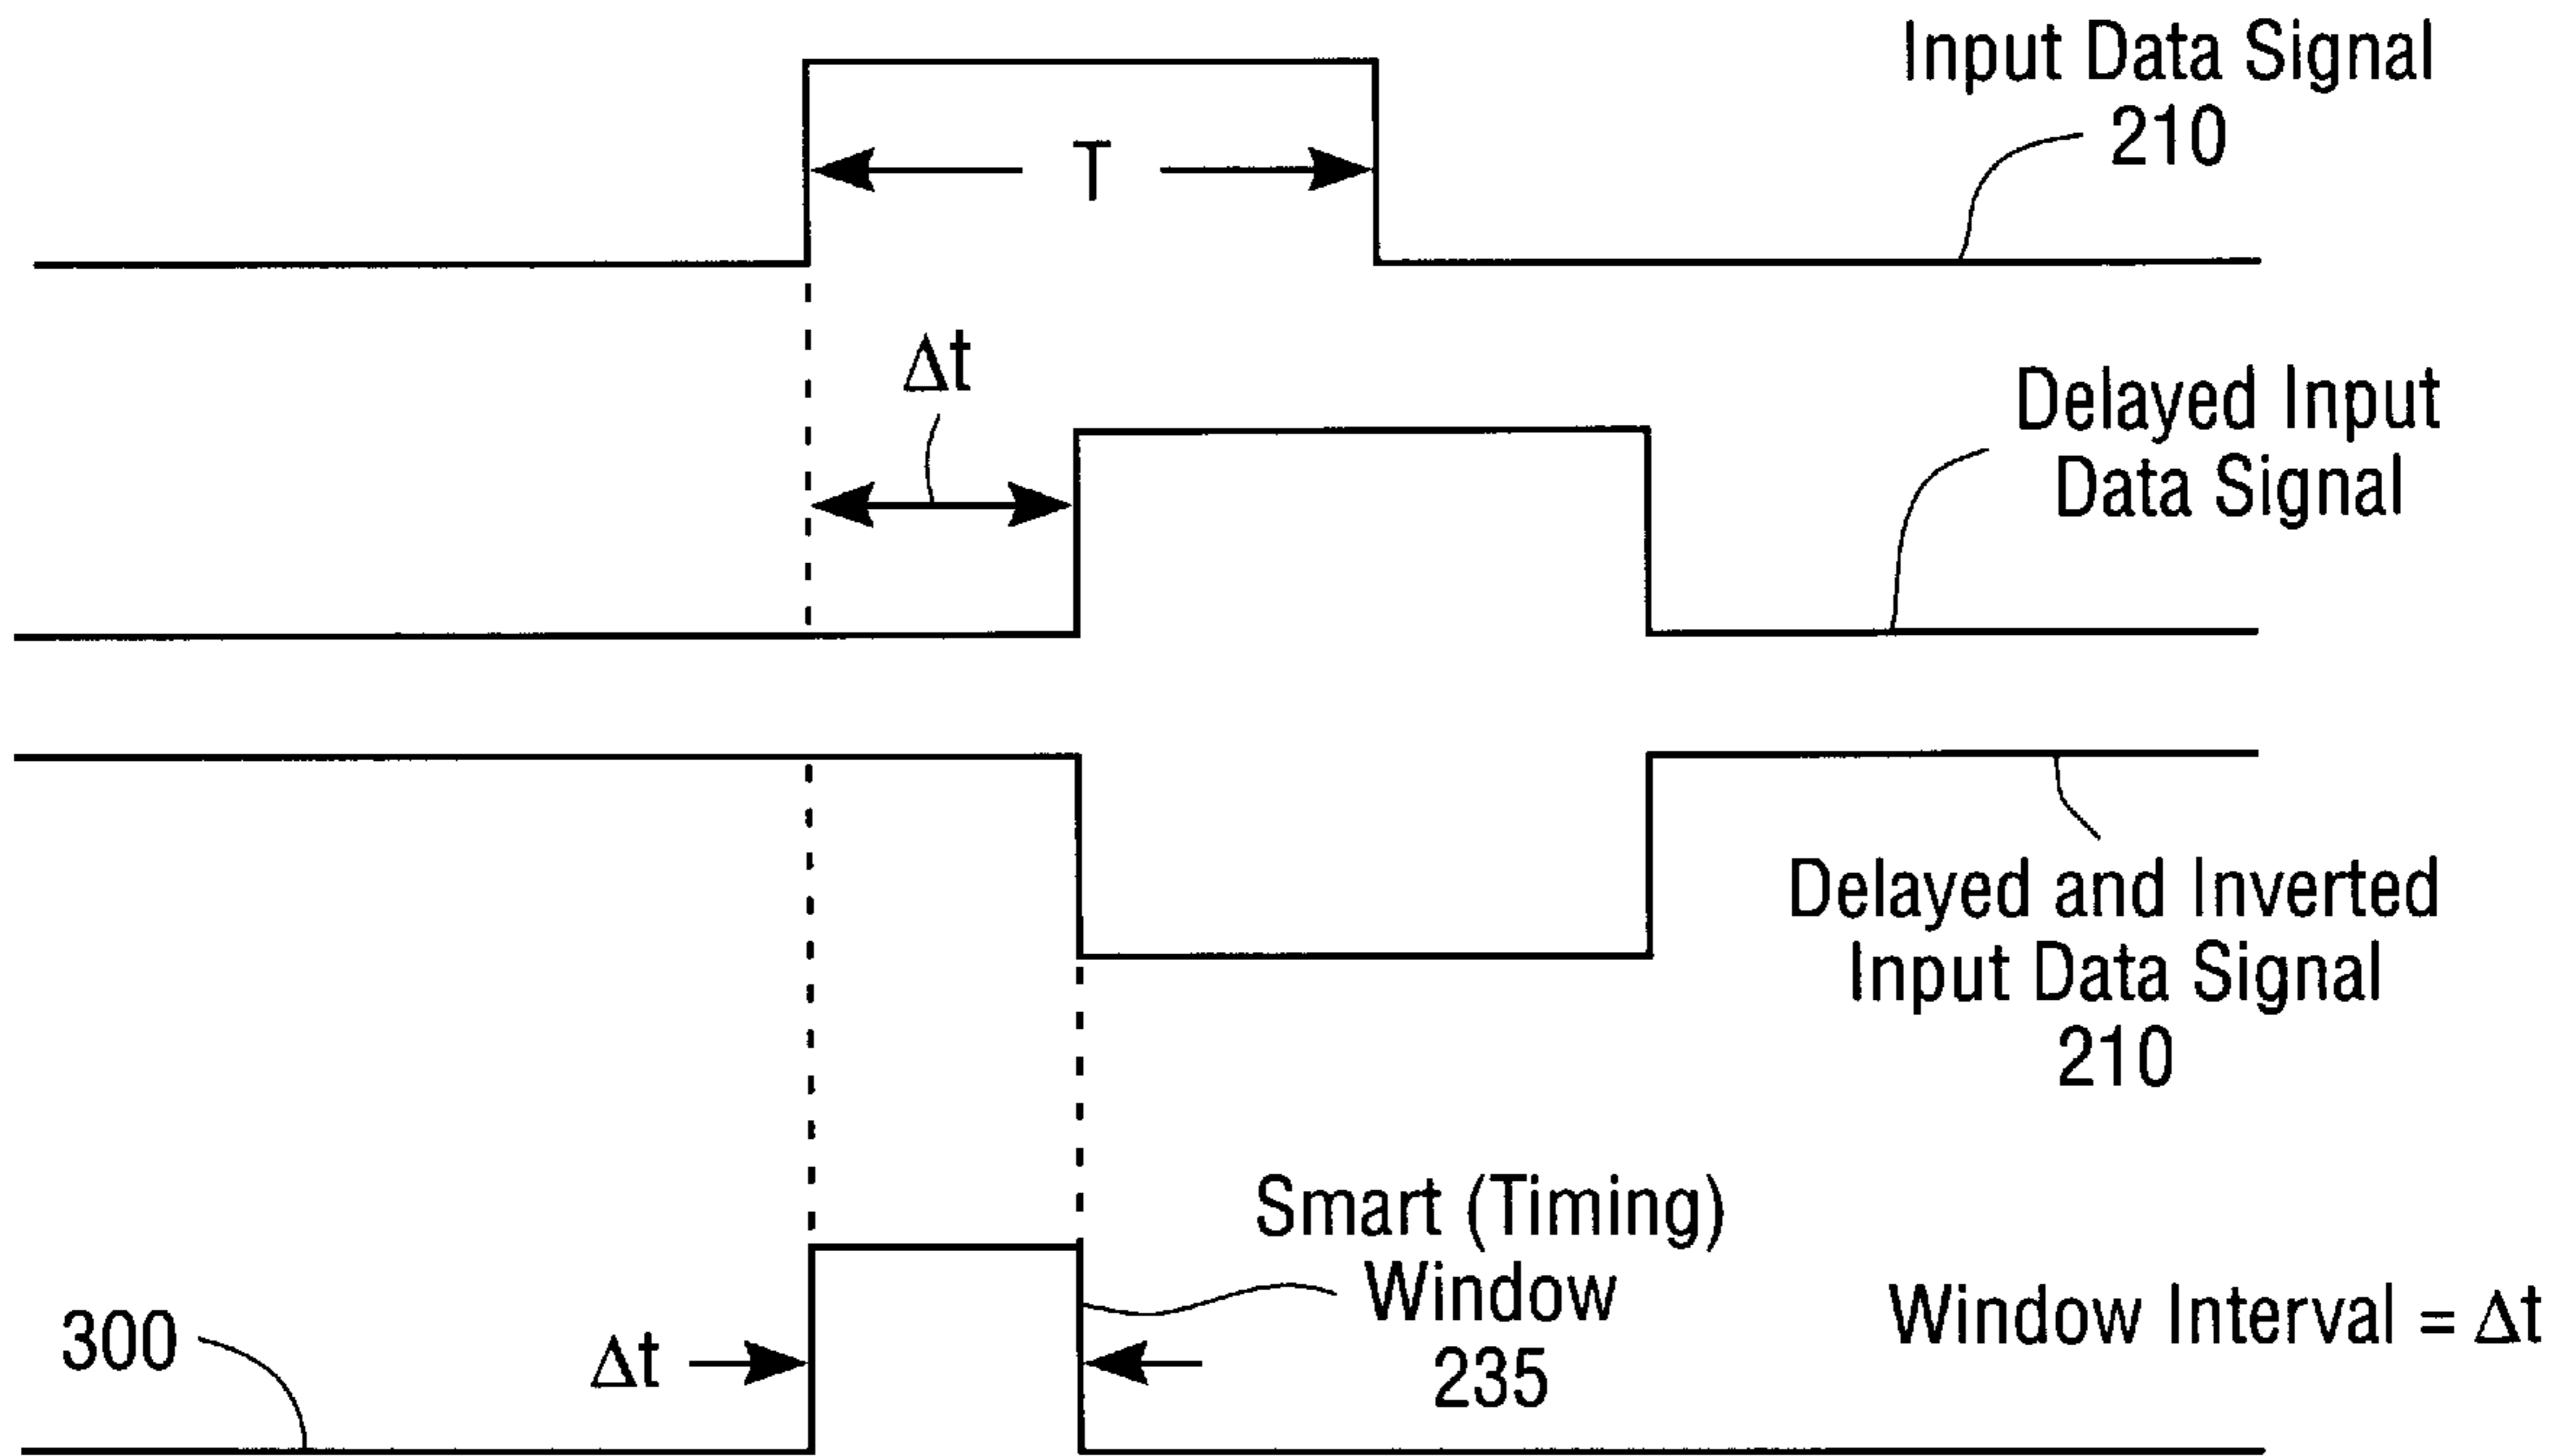 Input Data Signal
210
T
Δt
Delayed Input
Data Signal
Delayed and Inverted
Input Data Signal
210
Smart (Timing)
Window
235
Window Interval = Δt
300
Δt